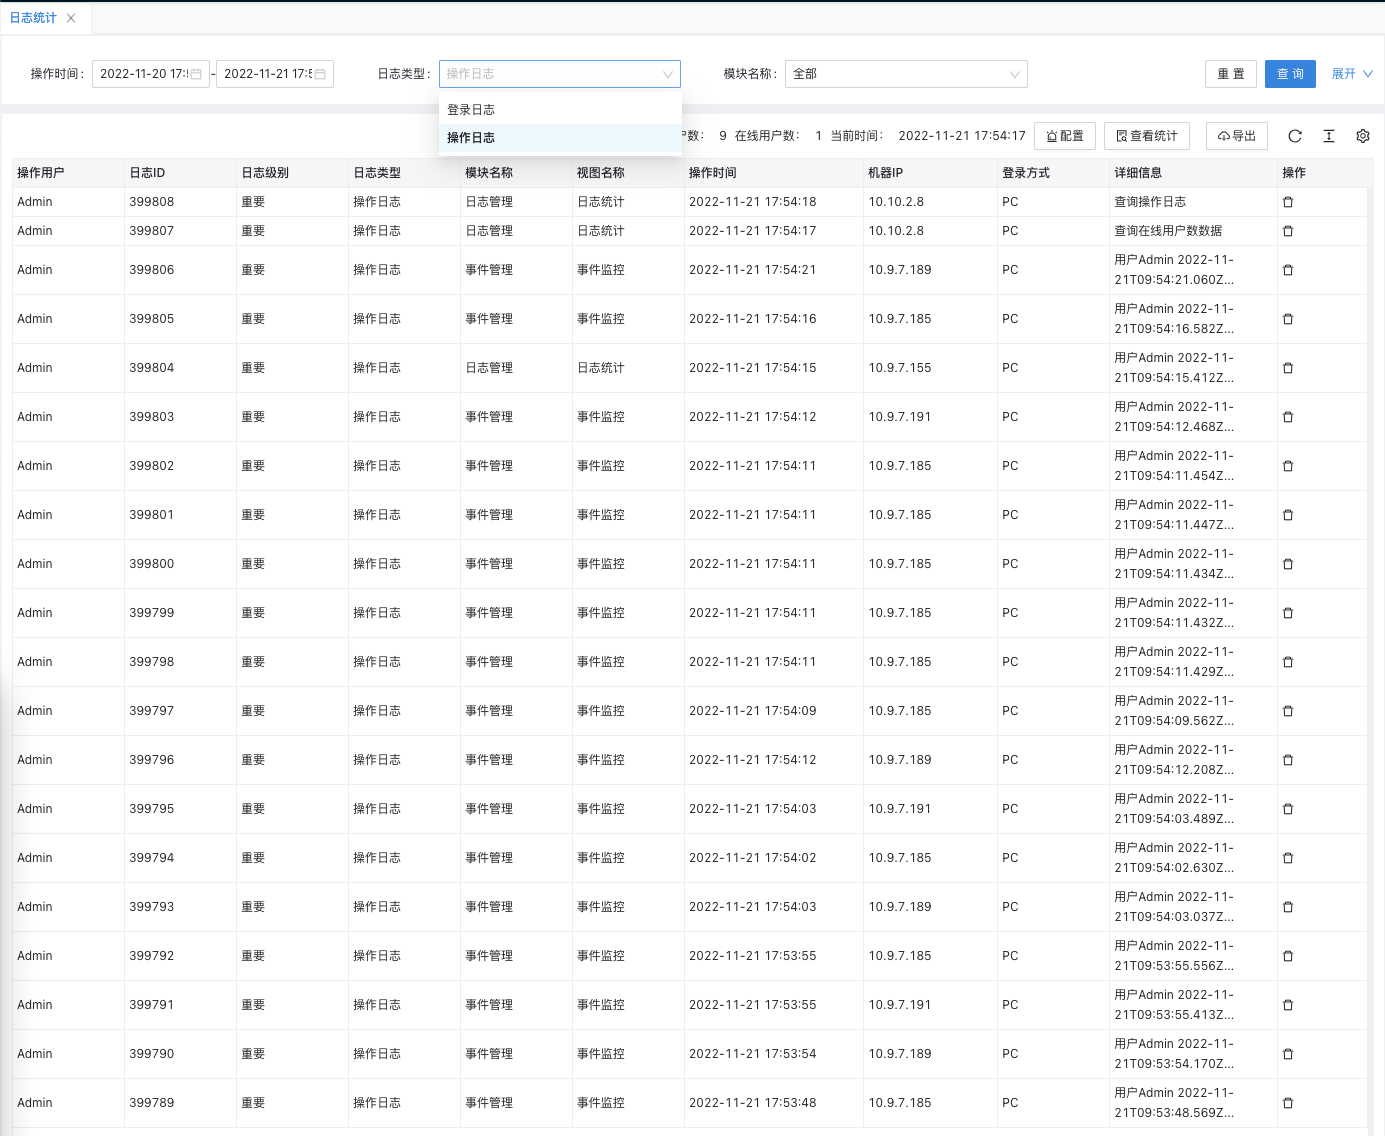 日志统计
操作时间： 2022-11-20 17:5 - 2022-11-21 17:5 日志类型： 操作日志 模块名称： 全部 重 置 查 询 展开
登录日志
操作日志
户数： 9 在线用户数： 1 当前时间： 2022-11-21 17:54:17 配置 查看统计 导出
操作用户 日志ID 日志级别 日志类型 模块名称 视图名称 操作时间 机器IP 登录方式 详细信息 操作
Admin 399808 重要 操作日志 日志管理 日志统计 2022-11-21 17:54:18 10.10.2.8 PC 查询操作日志
Admin 399807 重要 操作日志 日志管理 日志统计 2022-11-21 17:54:17 10.10.2.8 PC 查询在线用户数数据
Admin 399806 重要 操作日志 事件管理 事件监控 2022-11-21 17:54:21 10.9.7.189 PC 用户Admin 2022-11-
21T09:54:21.060Z...
Admin 399805 重要 操作日志 事件管理 事件监控 2022-11-21 17:54:16 10.9.7.185 PC 用户Admin 2022-11-
21T09:54:16.582Z...
Admin 399804 重要 操作日志 日志管理 日志统计 2022-11-21 17:54:15 10.9.7.155 PC 用户Admin 2022-11-
21T09:54:15.412Z...
Admin 399803 重要 操作日志 事件管理 事件监控 2022-11-21 17:54:12 10.9.7.191 PC 用户Admin 2022-11-
21T09:54:12.468Z...
Admin 399802 重要 操作日志 事件管理 事件监控 2022-11-21 17:54:11 10.9.7.185 PC 用户Admin 2022-11-
21T09:54:11.454Z...
Admin 399801 重要 操作日志 事件管理 事件监控 2022-11-21 17:54:11 10.9.7.185 PC 用户Admin 2022-11-
21T09:54:11.447Z...
Admin 399800 重要 操作日志 事件管理 事件监控 2022-11-21 17:54:11 10.9.7.185 PC 用户Admin 2022-11-
21T09:54:11.434Z...
Admin 399799 重要 操作日志 事件管理 事件监控 2022-11-21 17:54:11 10.9.7.185 PC 用户Admin 2022-11-
21T09:54:11.432Z...
Admin 399798 重要 操作日志 事件管理 事件监控 2022-11-21 17:54:11 10.9.7.185 PC 用户Admin 2022-11-
21T09:54:11.429Z...
Admin 399797 重要 操作日志 事件管理 事件监控 2022-11-21 17:54:09 10.9.7.185 PC 用户Admin 2022-11-
21T09:54:09.562Z...
Admin 399796 重要 操作日志 事件管理 事件监控 2022-11-21 17:54:12 10.9.7.189 PC 用户Admin 2022-11-
21T09:54:12.208Z...
Admin 399795 重要 操作日志 事件管理 事件监控 2022-11-21 17:54:03 10.9.7.191 PC 用户Admin 2022-11-
21T09:54:03.489Z...
Admin 399794 重要 操作日志 事件管理 事件监控 2022-11-21 17:54:02 10.9.7.185 PC 用户Admin 2022-11-
21T09:54:02.630Z...
Admin 399793 重要 操作日志 事件管理 事件监控 2022-11-21 17:54:03 10.9.7.189 PC 用户Admin 2022-11-
21T09:54:03.037Z...
Admin 399792 重要 操作日志 事件管理 事件监控 2022-11-21 17:53:55 10.9.7.185 PC 用户Admin 2022-11-
21T09:53:55.556Z...
Admin 399791 重要 操作日志 事件管理 事件监控 2022-11-21 17:53:55 10.9.7.191 PC 用户Admin 2022-11-
21T09:53:55.413Z...
Admin 399790 重要 操作日志 事件管理 事件监控 2022-11-21 17:53:54 10.9.7.189 PC 用户Admin 2022-11-
21T09:53:54.170Z...
Admin 399789 重要 操作日志 事件管理 事件监控 2022-11-21 17:53:48 10.9.7.185 PC 用户Admin 2022-11-
21T09:53:48.569Z...